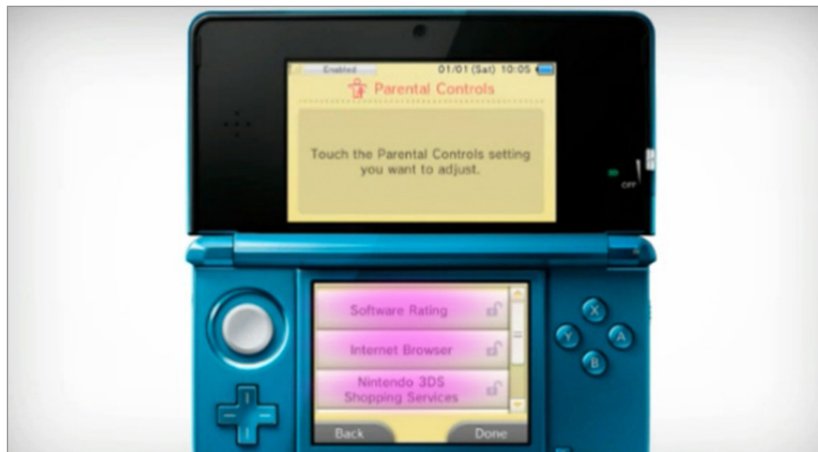 Enabled
01/01 (Sat) 10:05
Parental Controls
Touch the Parental Controls setting
you want to adjust.
OFF
Software Rating
Internet Browser
Nintendo 3DS
Shopping Services
Back
Done
X
Y
A
B